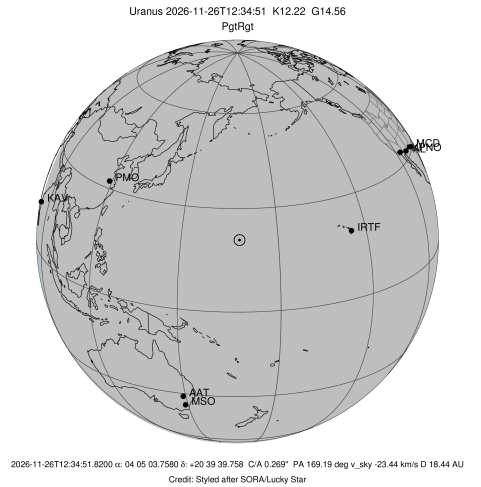 Uranus 2026-11-26T12:34:51 K12.22 G14.56
PgtRgt
MCD
PMO
KAV
IRTF
AAT
MSO
2026-11-26T12:34:51.8200 α: 04 05 03.7580 δ: +20 39 39.758 C/A 0.269" PA 169.19 deg v_sky -23.44 km/s D 18.44 AU
Credit: Styled after SORA/Lucky Star